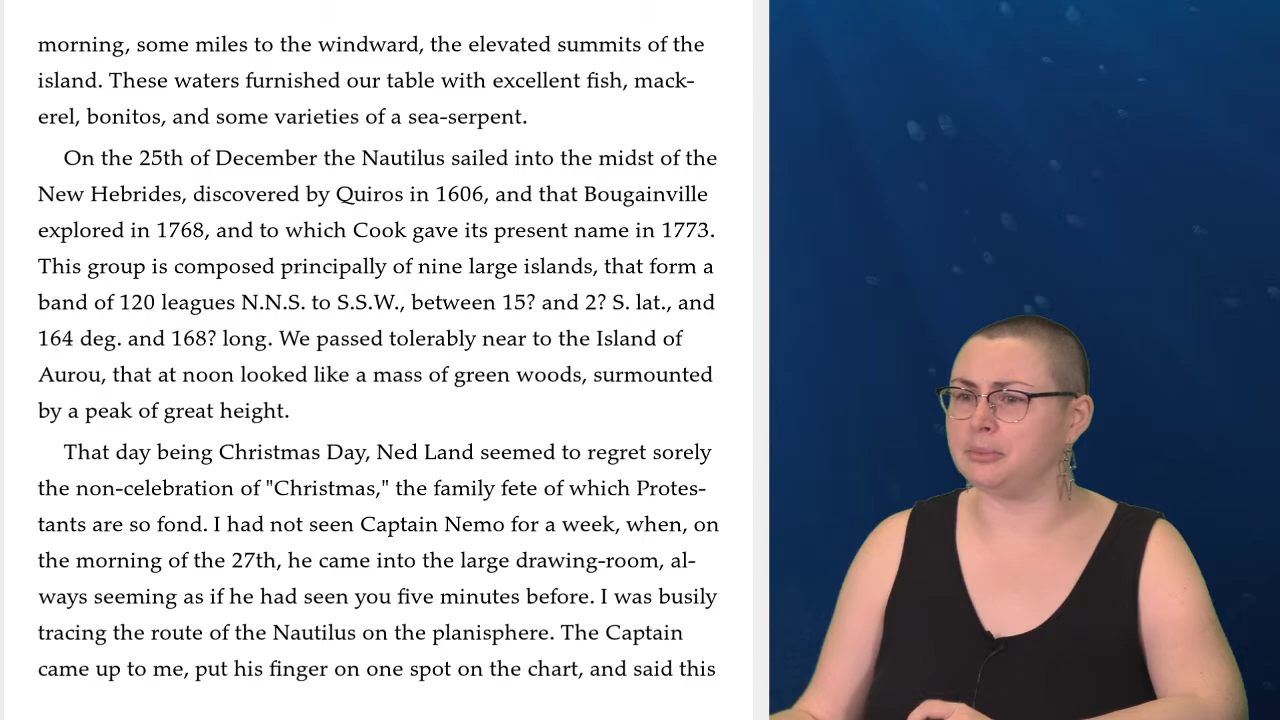 morning, some miles to the windward, the elevated summits of the
island. These waters furnished our table with excellent fish, mack-
erel, bonitos, and some varieties of a sea-serpent.
On the 25th of December the Nautilus sailed into the midst of the
New Hebrides, discovered by Quiros in 1606, and that Bougainville
explored in 1768, and to which Cook gave its present name in 1773.
This group is composed principally of nine large islands, that form a
band of 120 leagues N.N.S. to S.S.W., between 15? and 2? S. lat., and
164 deg. and 168? long. We passed tolerably near to the Island of
Aurou, that at noon looked like a mass of green woods, surmounted
by a peak of great height.
That day being Christmas Day, Ned Land seemed to regret sorely
the non-celebration of "Christmas," the family fete of which Protes-
tants are so fond. I had not seen Captain Nemo for a week, when, on
the morning of the 27th, he came into the large drawing-room, al-
ways seeming as if he had seen you five minutes before. I was busily
tracing the route of the Nautilus on the planisphere. The Captain
came up to me, put his finger on one spot on the chart, and said this